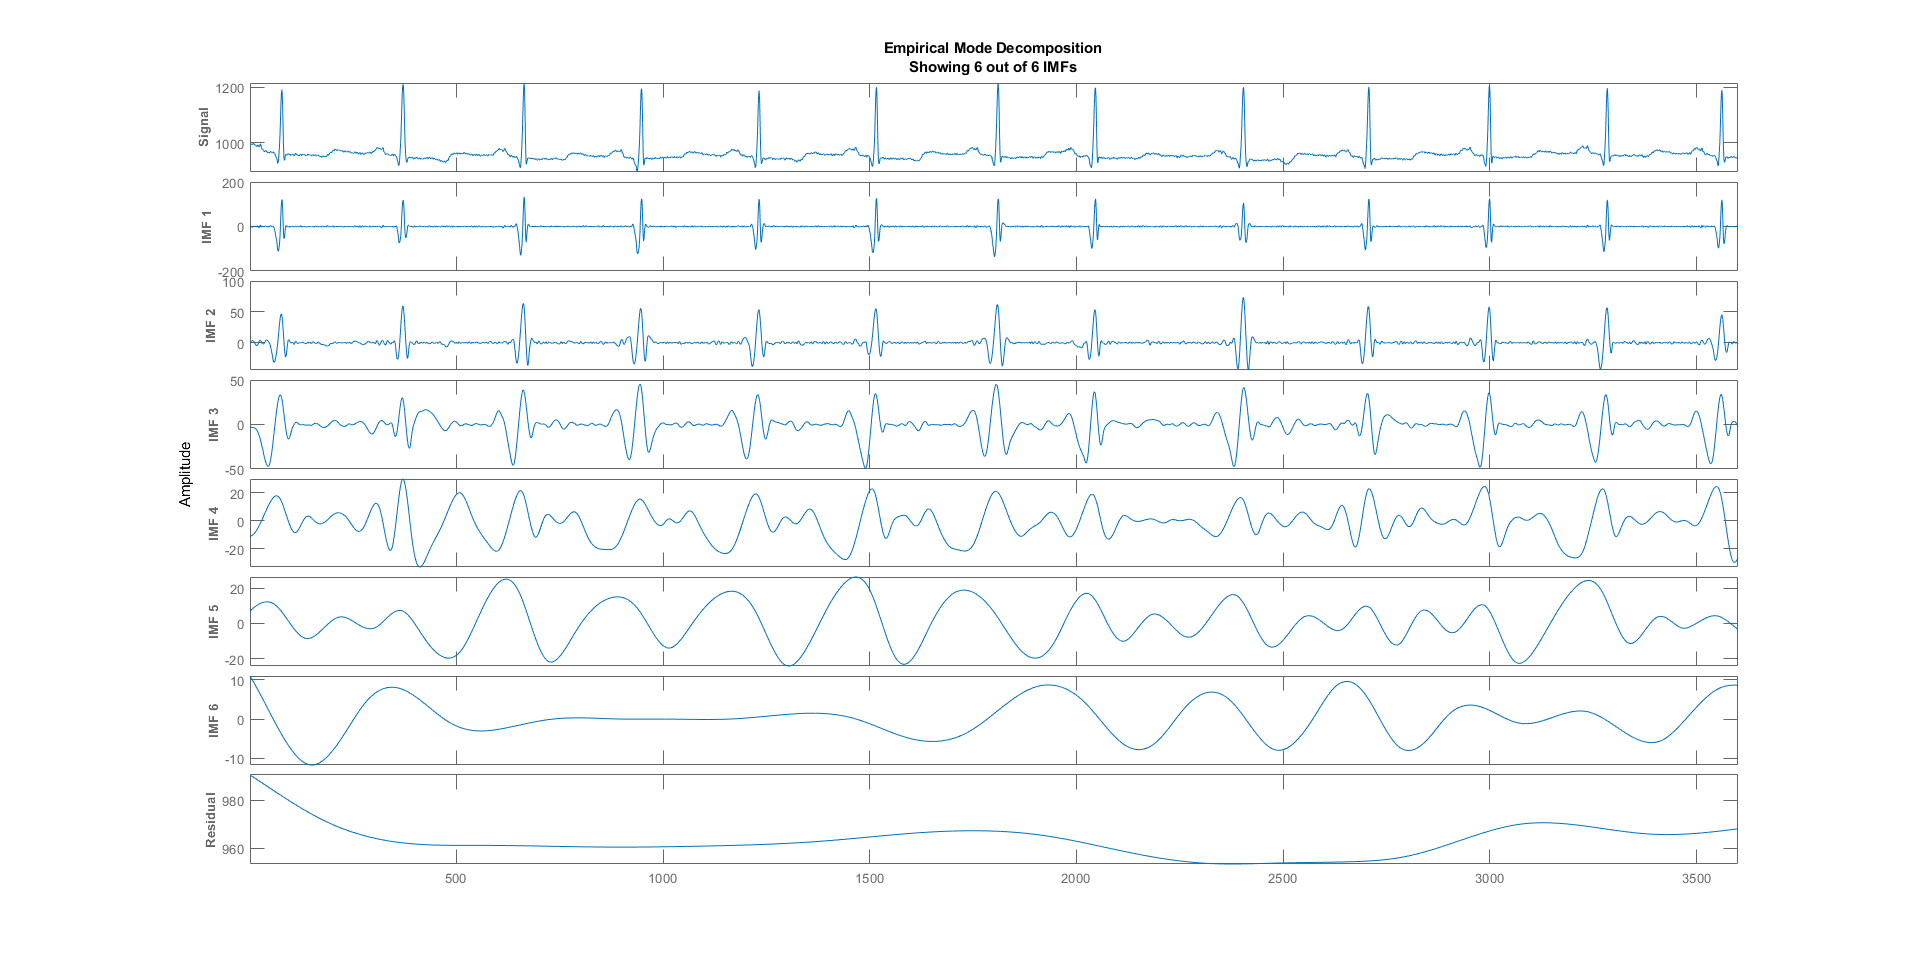 Empirical Mode Decomposition
Showing 6 out of 6 IMFs
Amplitude
Signal
1200
1000
IMF 1
200
0
-200
IMF 2
100
50
0
IMF 3
50
0
-50
IMF 4
20
0
-20
IMF 5
20
0
-20
IMF 6
10
0
-10
Residual
980
960
500 1000 1500 2000 2500 3000 3500